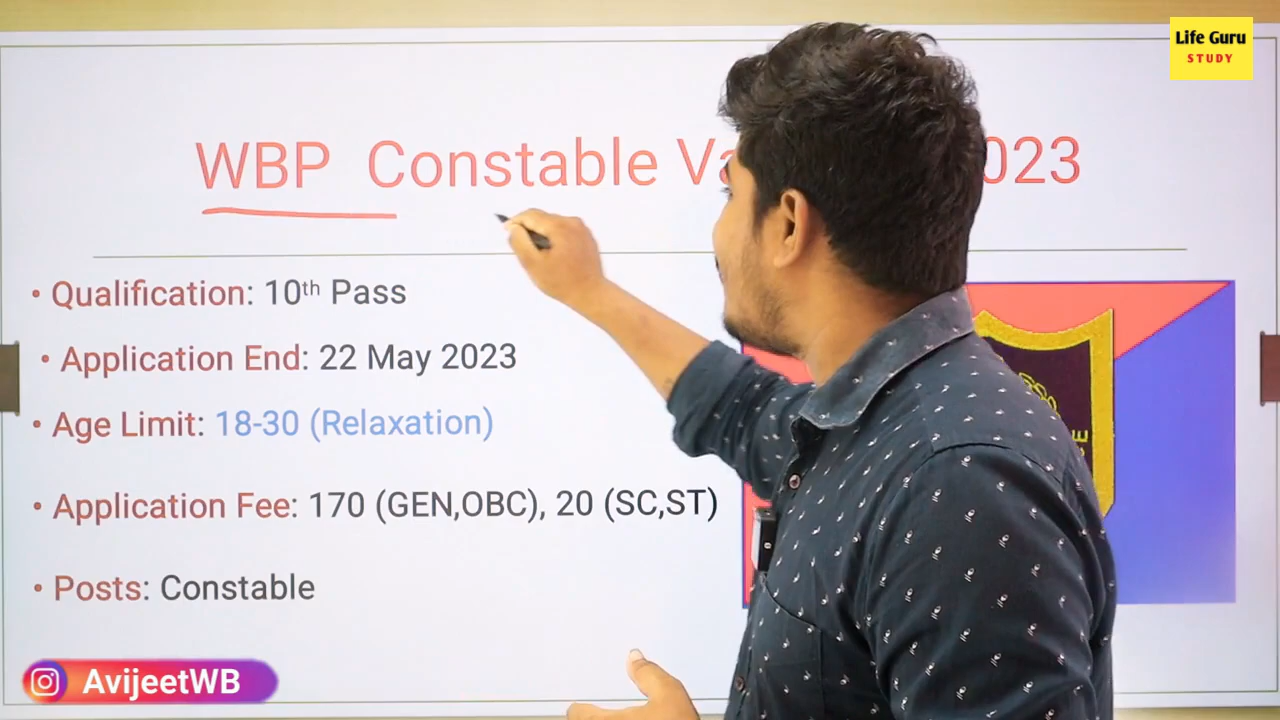 Life Guru
STUDY
WBP Constable 023
• Qualification: 10th Pass
• Application End: 22 May 2023
• Age Limit: 18-30 (Relaxation)
• Application Fee: 170 (GEN,OBC), 20 (SC,ST)
• Posts: Constable
AvijeetWB